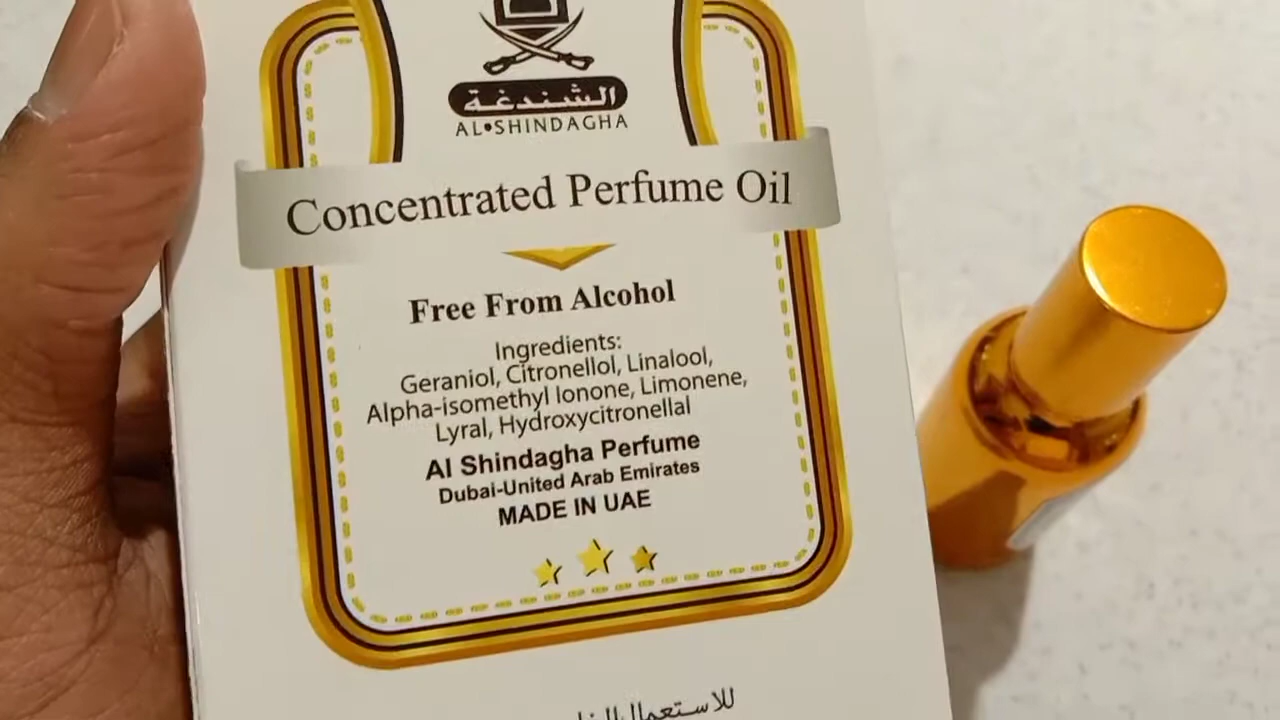 الشندغة
AL•SHINDAGHA
Concentrated Perfume Oil
Free From Alcohol
Ingredients:
Geraniol, Citronellol, Linalool,
Alpha-isomethyl Ionone, Limonene,
Lyral, Hydroxycitronellal
Al Shindagha Perfume
Dubai-United Arab Emirates
MADE IN UAE
للاستعمال